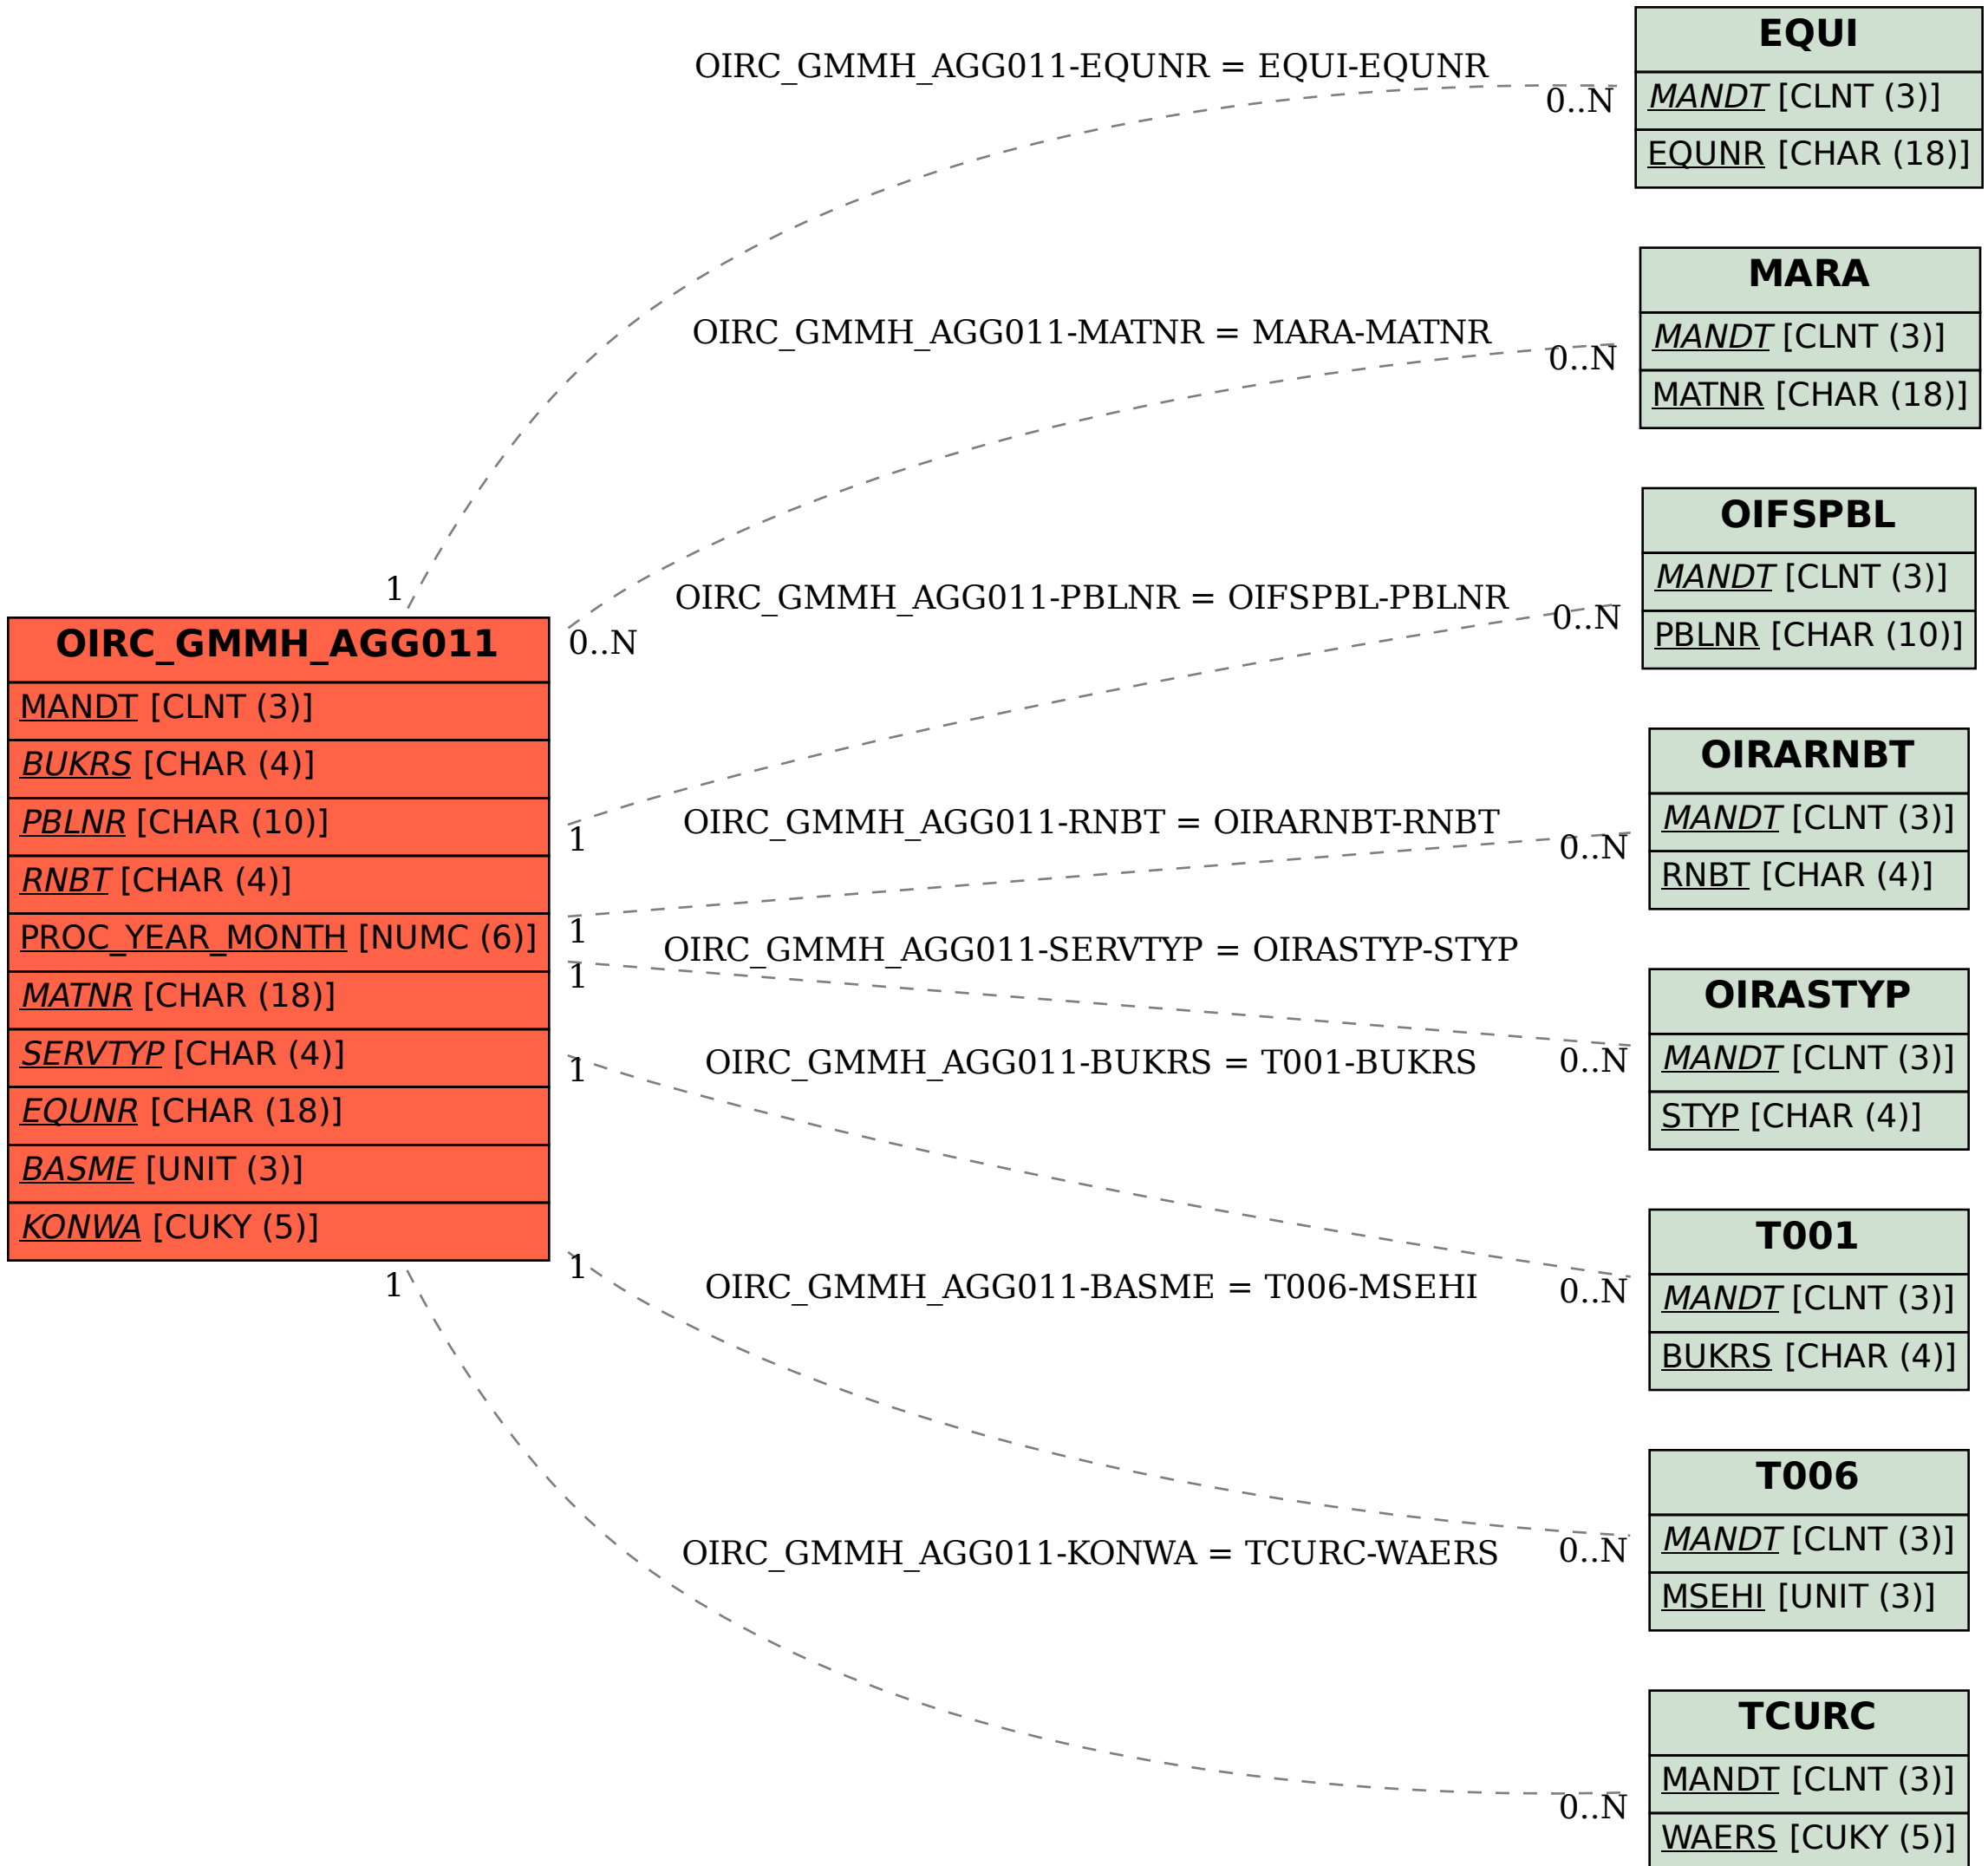 OIRC_GMMH_AGG011
MANDT [CLNT (3)]
BUKRS [CHAR (4)]
PBLNR [CHAR (10)]
RNBT [CHAR (4)]
PROC_YEAR_MONTH [NUMC (6)]
MATNR [CHAR (18)]
SERVTYP [CHAR (4)]
EQUNR [CHAR (18)]
BASME [UNIT (3)]
KONWA [CUKY (5)]
OIRC_GMMH_AGG011-EQUNR = EQUI-EQUNR
1
0..N
OIRC_GMMH_AGG011-MATNR = MARA-MATNR
0..N
0..N
OIRC_GMMH_AGG011-PBLNR = OIFSPBL-PBLNR
1
0..N
OIRC_GMMH_AGG011-RNBT = OIRARNBT-RNBT
1
0..N
OIRC_GMMH_AGG011-SERVTYP = OIRASTYP-STYP
1
0..N
OIRC_GMMH_AGG011-BUKRS = T001-BUKRS
1
0..N
OIRC_GMMH_AGG011-BASME = T006-MSEHI
1
0..N
OIRC_GMMH_AGG011-KONWA = TCURC-WAERS
1
0..N
EQUI
MANDT [CLNT (3)]
EQUNR [CHAR (18)]
MARA
MANDT [CLNT (3)]
MATNR [CHAR (18)]
OIFSPBL
MANDT [CLNT (3)]
PBLNR [CHAR (10)]
OIRARNBT
MANDT [CLNT (3)]
RNBT [CHAR (4)]
OIRASTYP
MANDT [CLNT (3)]
STYP [CHAR (4)]
T001
MANDT [CLNT (3)]
BUKRS [CHAR (4)]
T006
MANDT [CLNT (3)]
MSEHI [UNIT (3)]
TCURC
MANDT [CLNT (3)]
WAERS [CUKY (5)]